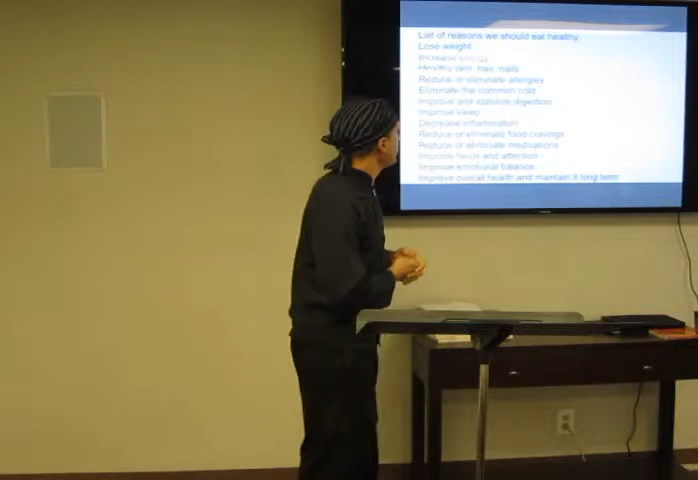 List of reasons we should eat healthy.
Lose weight.
Increase energy
Healthy skin, hair, nails
Reduce or eliminate allergies
Eliminate the common cold
Improve and stabilize digestion
Improve sleep
Decrease inflammation
Reduce or eliminate food cravings
Reduce or eliminate medications
Improve focus and attention
Improve emotional balance
Improve overall health and maintain it long term